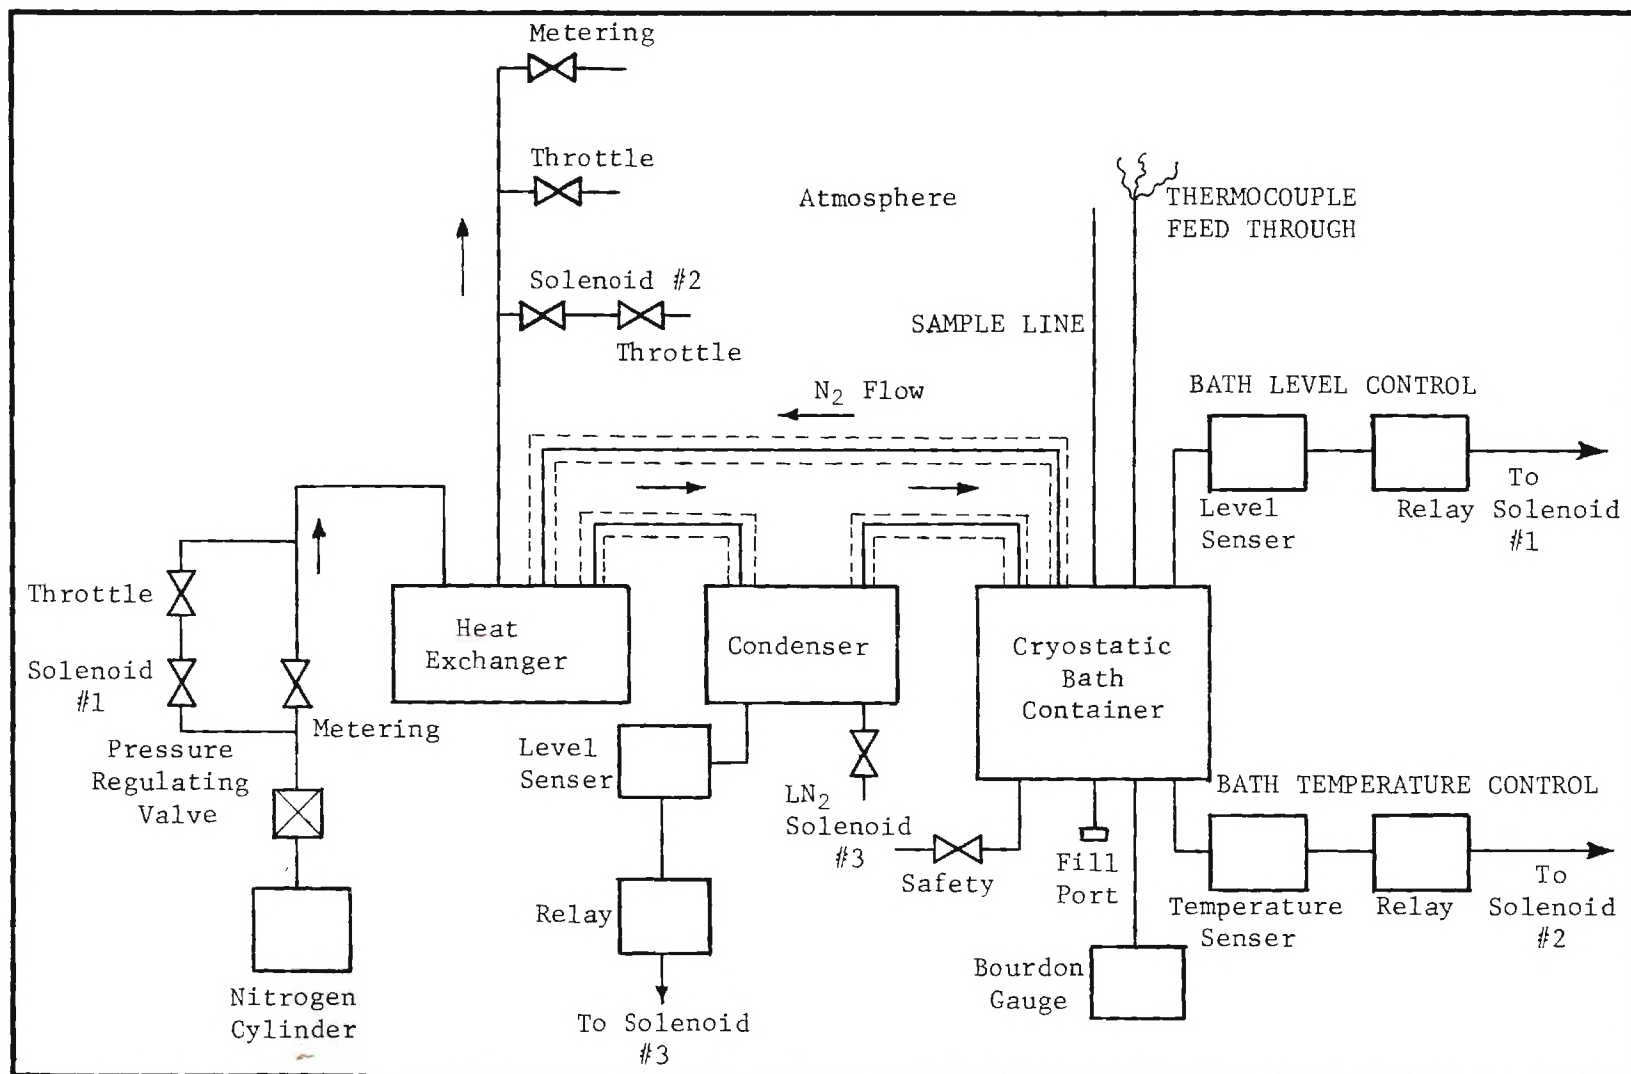 Metering
Throttle
Atmosphere
THERMOCOUPLE
FEED THROUGH
Solenoid #2
Throttle
SAMPLE LINE
N2 Flow
BATH LEVEL CONTROL
Level
Senser
Relay
To
Solenoid
#1
Throttle
Solenoid
#1
Metering
Pressure
Regulating
Valve
Nitrogen
Cylinder
Heat
Exchanger
Condenser
Cryostatic
Bath
Container
Level
Senser
Relay
To Solenoid
#3
LN2
Solenoid
#3
Safety
Fill
Port
Bourdon
Gauge
BATH TEMPERATURE CONTROL
Temperature
Senser
Relay
To
Solenoid
#2